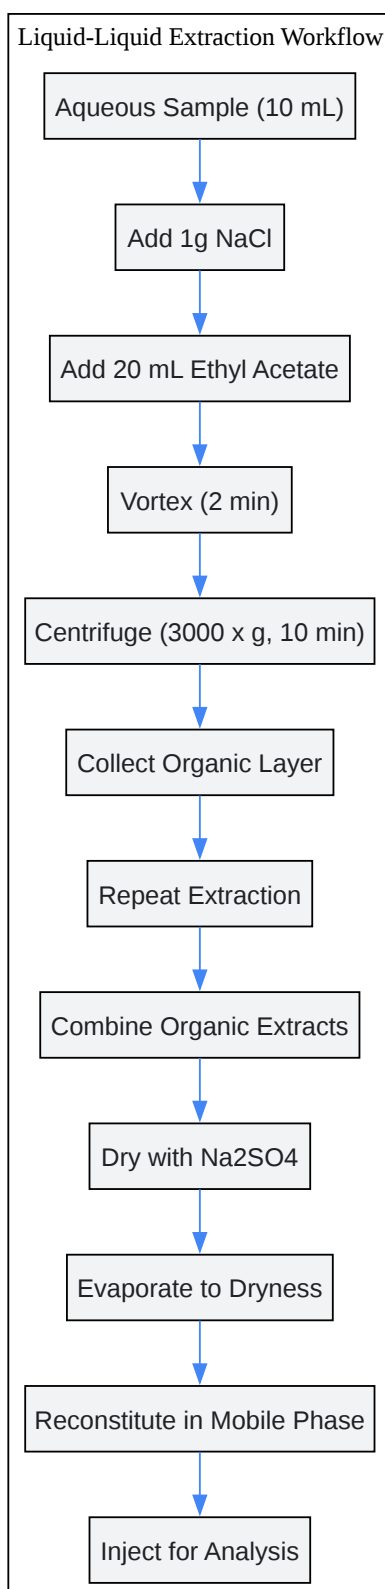 Liquid-Liquid Extraction Workflow
Aqueous Sample (10 mL)
Add 1g NaCl
Add 20 mL Ethyl Acetate
Vortex (2 min)
Centrifuge (3000 x g, 10 min)
Collect Organic Layer
Repeat Extraction
Combine Organic Extracts
Dry with Na2SO4
Evaporate to Dryness
Reconstitute in Mobile Phase
Inject for Analysis